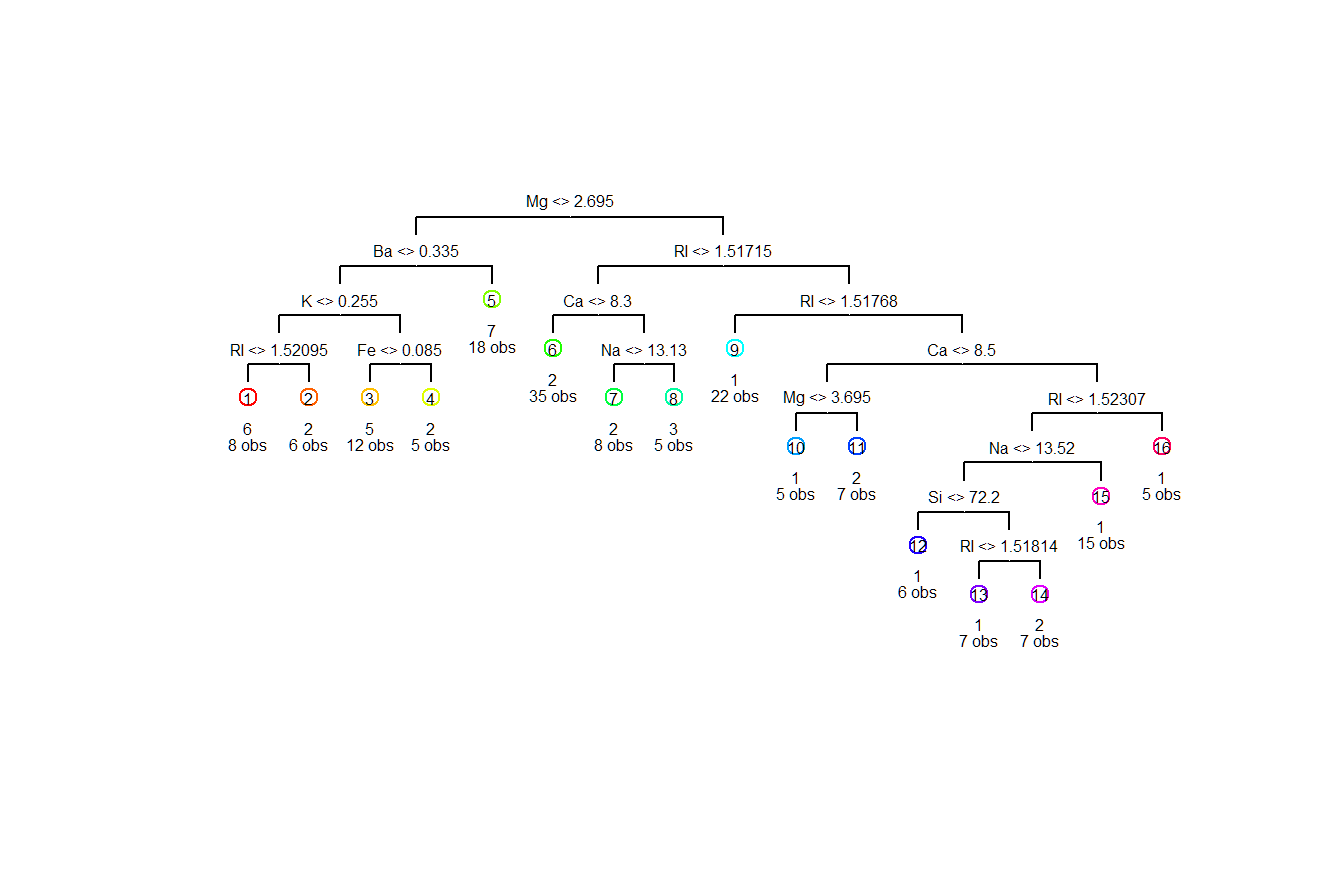 Mg <> 2.695
Ba <> 0.335
RI <> 1.51715
K <> 0.255
5
Ca <> 8.3
RI <> 1.51768
7
18 obs
RI <> 1.52095
Fe <> 0.085
6
Na <> 13.13
9
Ca <> 8.5
2
35 obs
1
22 obs
1
2
3
4
7
8
Mg <> 3.695
RI <> 1.52307
6
8 obs
2
6 obs
5
12 obs
2
5 obs
2
8 obs
3
5 obs
10
11
Na <> 13.52
16
1
5 obs
2
7 obs
1
5 obs
Si <> 72.2
15
1
15 obs
12
RI <> 1.51814
1
6 obs
13
14
1
7 obs
2
7 obs